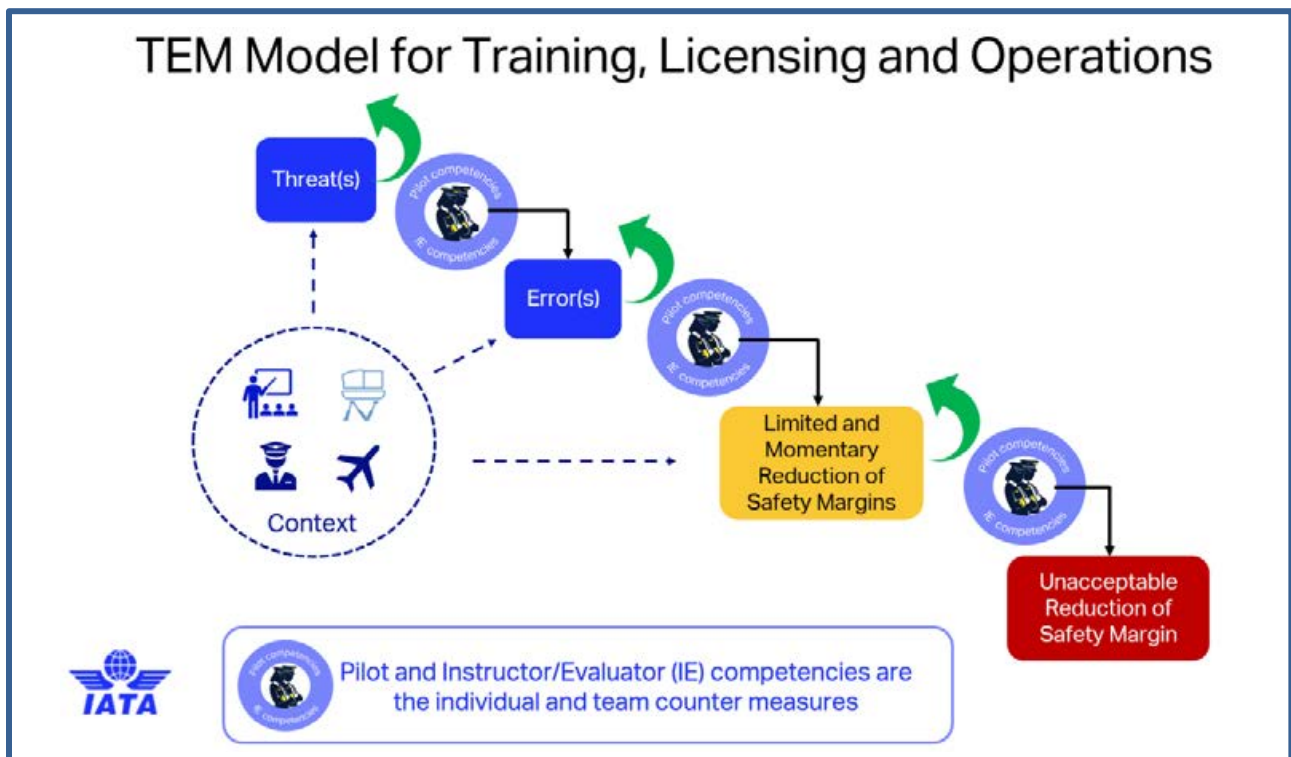 TEM Model for Training, Licensing and Operations
Threat(s)
Pilot competencies
IE competencies
Error(s)
Pilot competencies
IE competencies
Limited and
Momentary
Reduction of
Safety Margins
Pilot competencies
IE competencies
Context
Unacceptable
Reduction of
Safety Margin
IATA
Pilot competencies
IE competencies
Pilot and Instructor/Evaluator (IE) competencies are
the individual and team counter measures